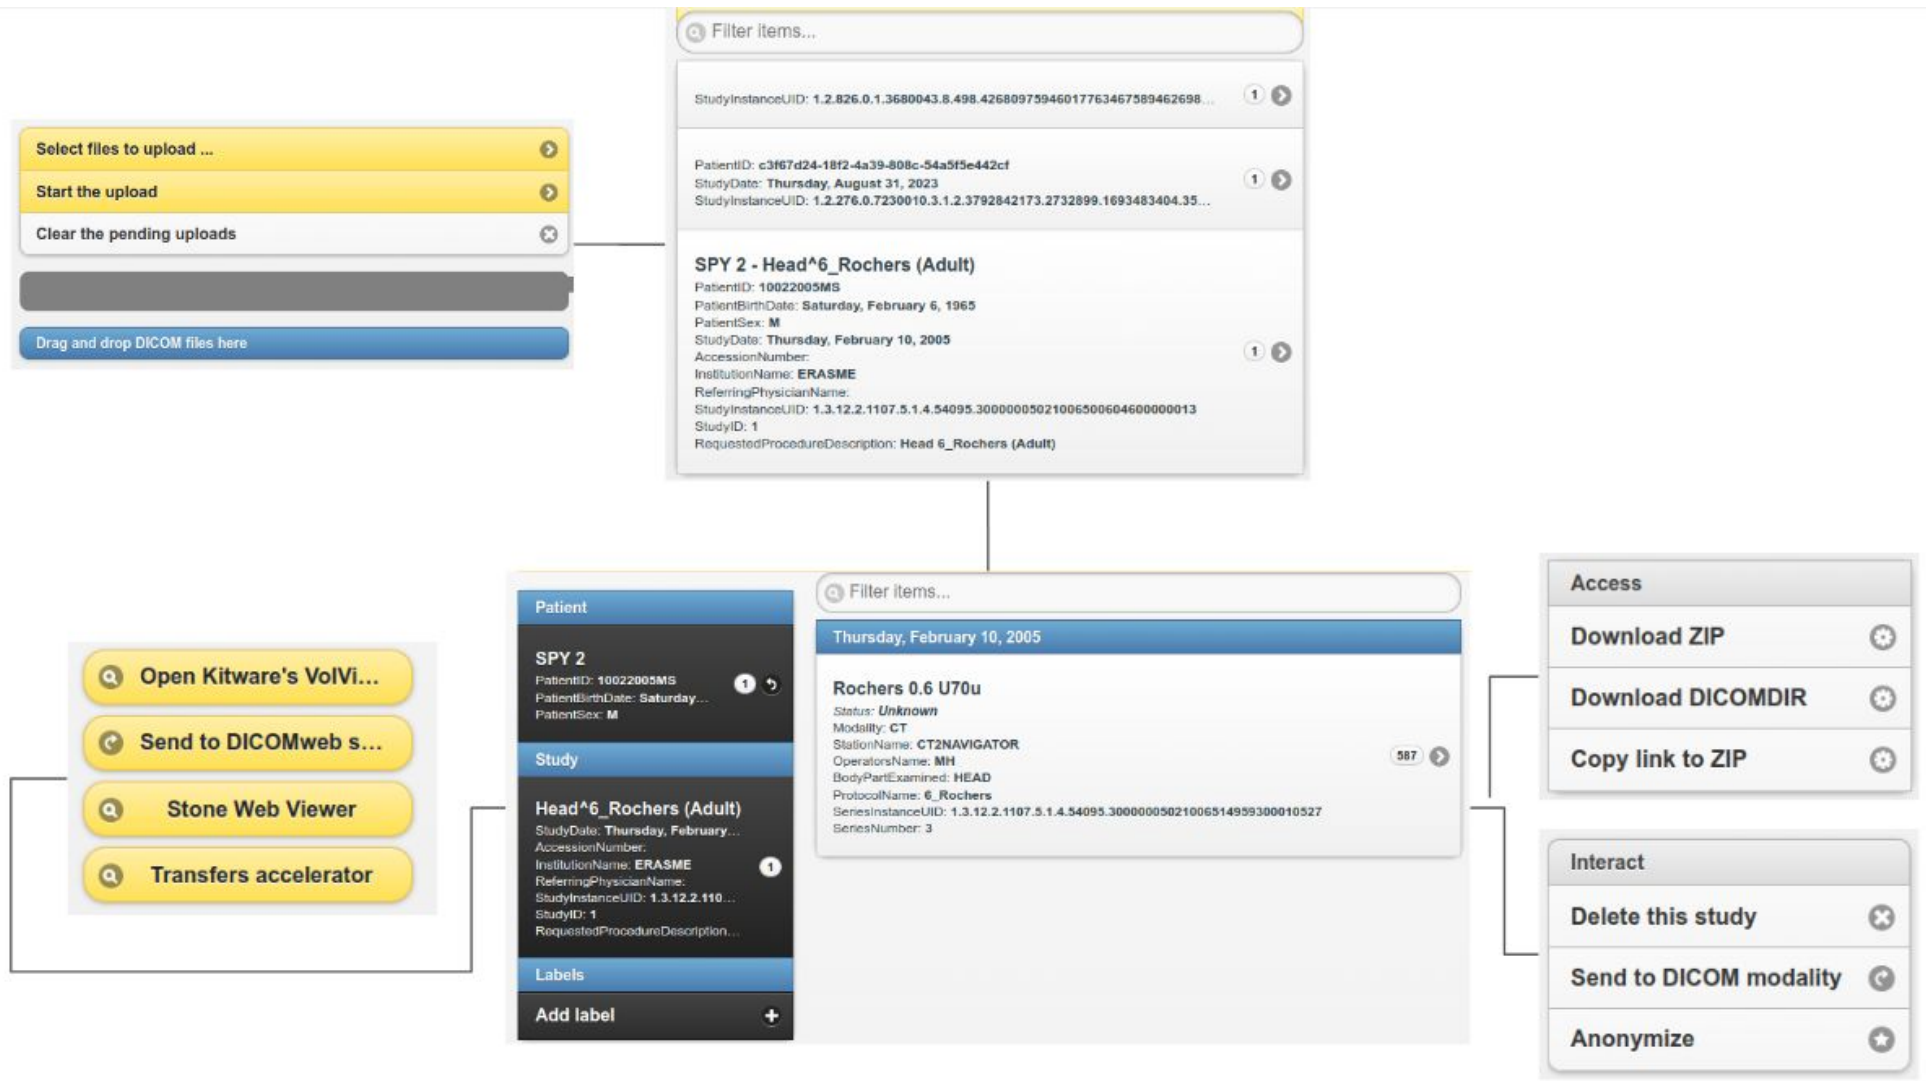 Filter items...
StudyInstanceUID: 1.2.826.0.1.3680043.8.498.42680975946017763467589462698...
1
PatientID: c3f67d24-18f2-4a39-808c-54a5f5e442cf
StudyDate: Thursday, August 31, 2023
StudyInstanceUID: 1.2.276.0.7230010.3.1.2.3792842173.2732899.1693483404.35...
1
SPY 2 - Head^6_Rochers (Adult)
PatientID: 10022005MS
PatientBirthDate: Saturday, February 6, 1965
PatientSex: M
StudyDate: Thursday, February 10, 2005
AccessionNumber:
InstitutionName: ERASME
ReferringPhysicianName:
StudyInstanceUID: 1.3.12.2.1107.5.1.4.54095.30000005021006500604600000013
StudyID: 1
RequestedProcedureDescription: Head 6_Rochers (Adult)
1
Select files to upload ...
Start the upload
Clear the pending uploads
Drag and drop DICOM files here
Open Kitware's VolVi...
Send to DICOMweb s...
Stone Web Viewer
Transfers accelerator
Patient
SPY 2
PatientID: 10022005MS
PatientBirthDate: Saturday...
PatientSex: M
1
Study
Head^6_Rochers (Adult)
StudyDate: Thursday, February...
AccessionNumber:
InstitutionName: ERASME
ReferringPhysicianName:
StudyInstanceUID: 1.3.12.2.110...
StudyID: 1
RequestedProcedureDescription...
1
Labels
Add label
Filter items...
Thursday, February 10, 2005
Rochers 0.6 U70u
Status: Unknown
Modality: CT
StationName: CT2NAVIGATOR
OperatorsName: MH
BodyPartExamined: HEAD
ProtocolName: 6_Rochers
SeriesInstanceUID: 1.3.12.2.1107.5.1.4.54095.30000005021006514959300010527
SeriesNumber: 3
587
Access
Download ZIP
Download DICOMDIR
Copy link to ZIP
Interact
Delete this study
Send to DICOM modality
Anonymize